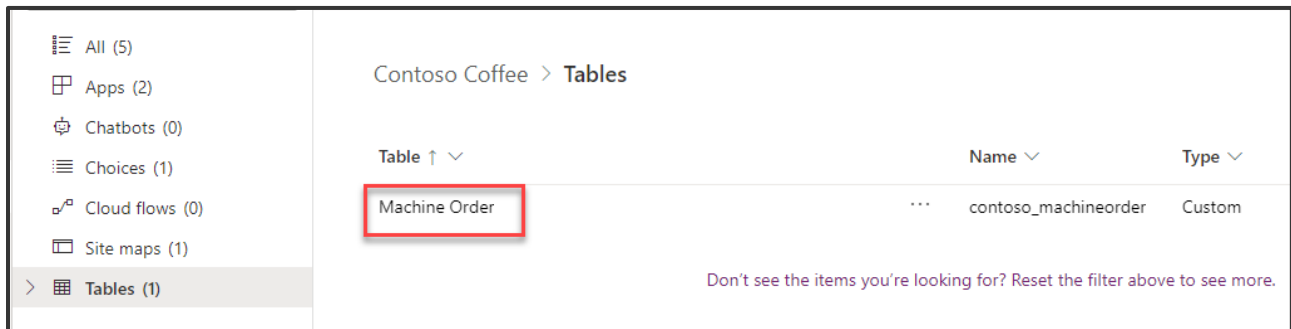 All (5)
Apps (2)
Chatbots (0)
Choices (1)
Cloud flows (0)
Site maps (1)
Tables (1)
Contoso Coffee > Tables
Table ↑ Name Type
Machine Order ... contoso_machineorder Custom
Don’t see the items you’re looking for? Reset the filter above to see more.